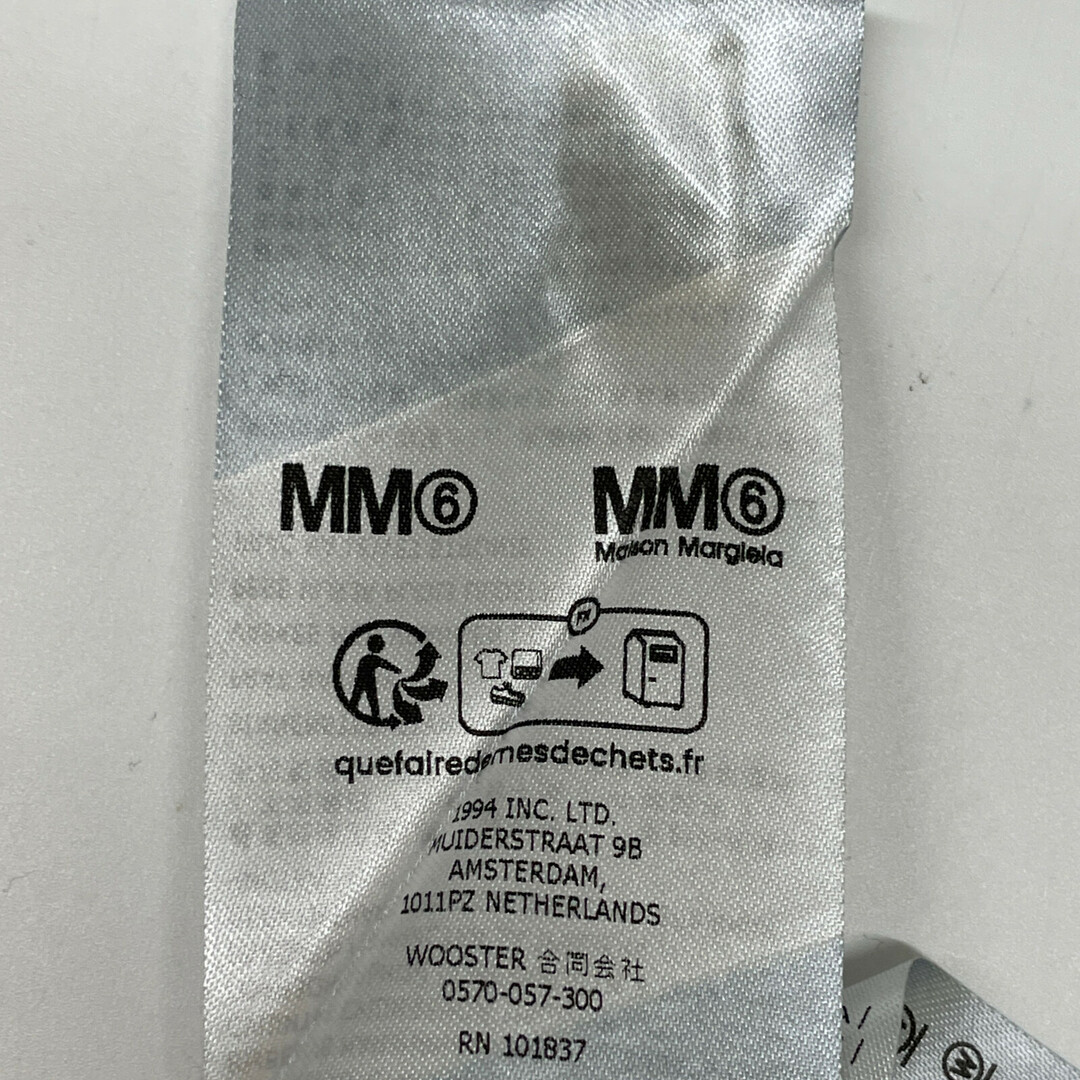 MM⑥ MM⑥
Maison Margiela
FR
quefairedemesdechets.fr
1994 INC. LTD.
MUIDERSTRAAT 9B
AMSTERDAM,
1011PZ NETHERLANDS
WOOSTER 合同会社
0570-057-300
RN 101837